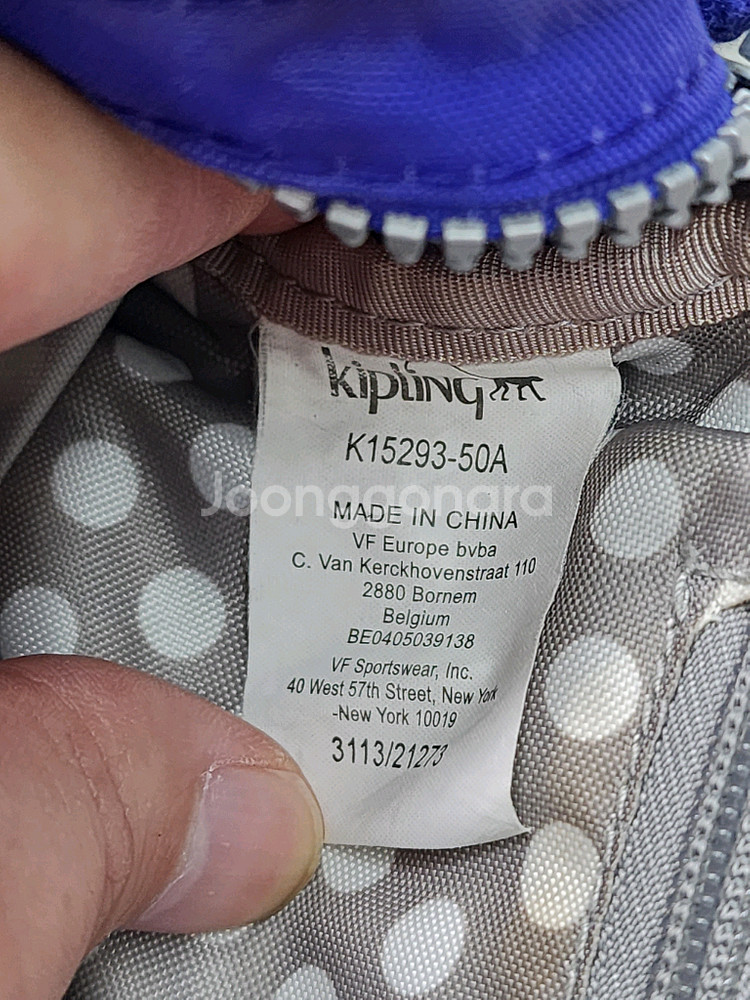 kipling
K15293-50A
Joonggonara
MADE IN CHINA
VF Europe bvba
C. Van Kerckhovenstraat 110
2880 Bornem
Belgium
BE0405039138
VF Sportswear, Inc.
40 West 57th Street, New York
-New York 10019
3113/21273